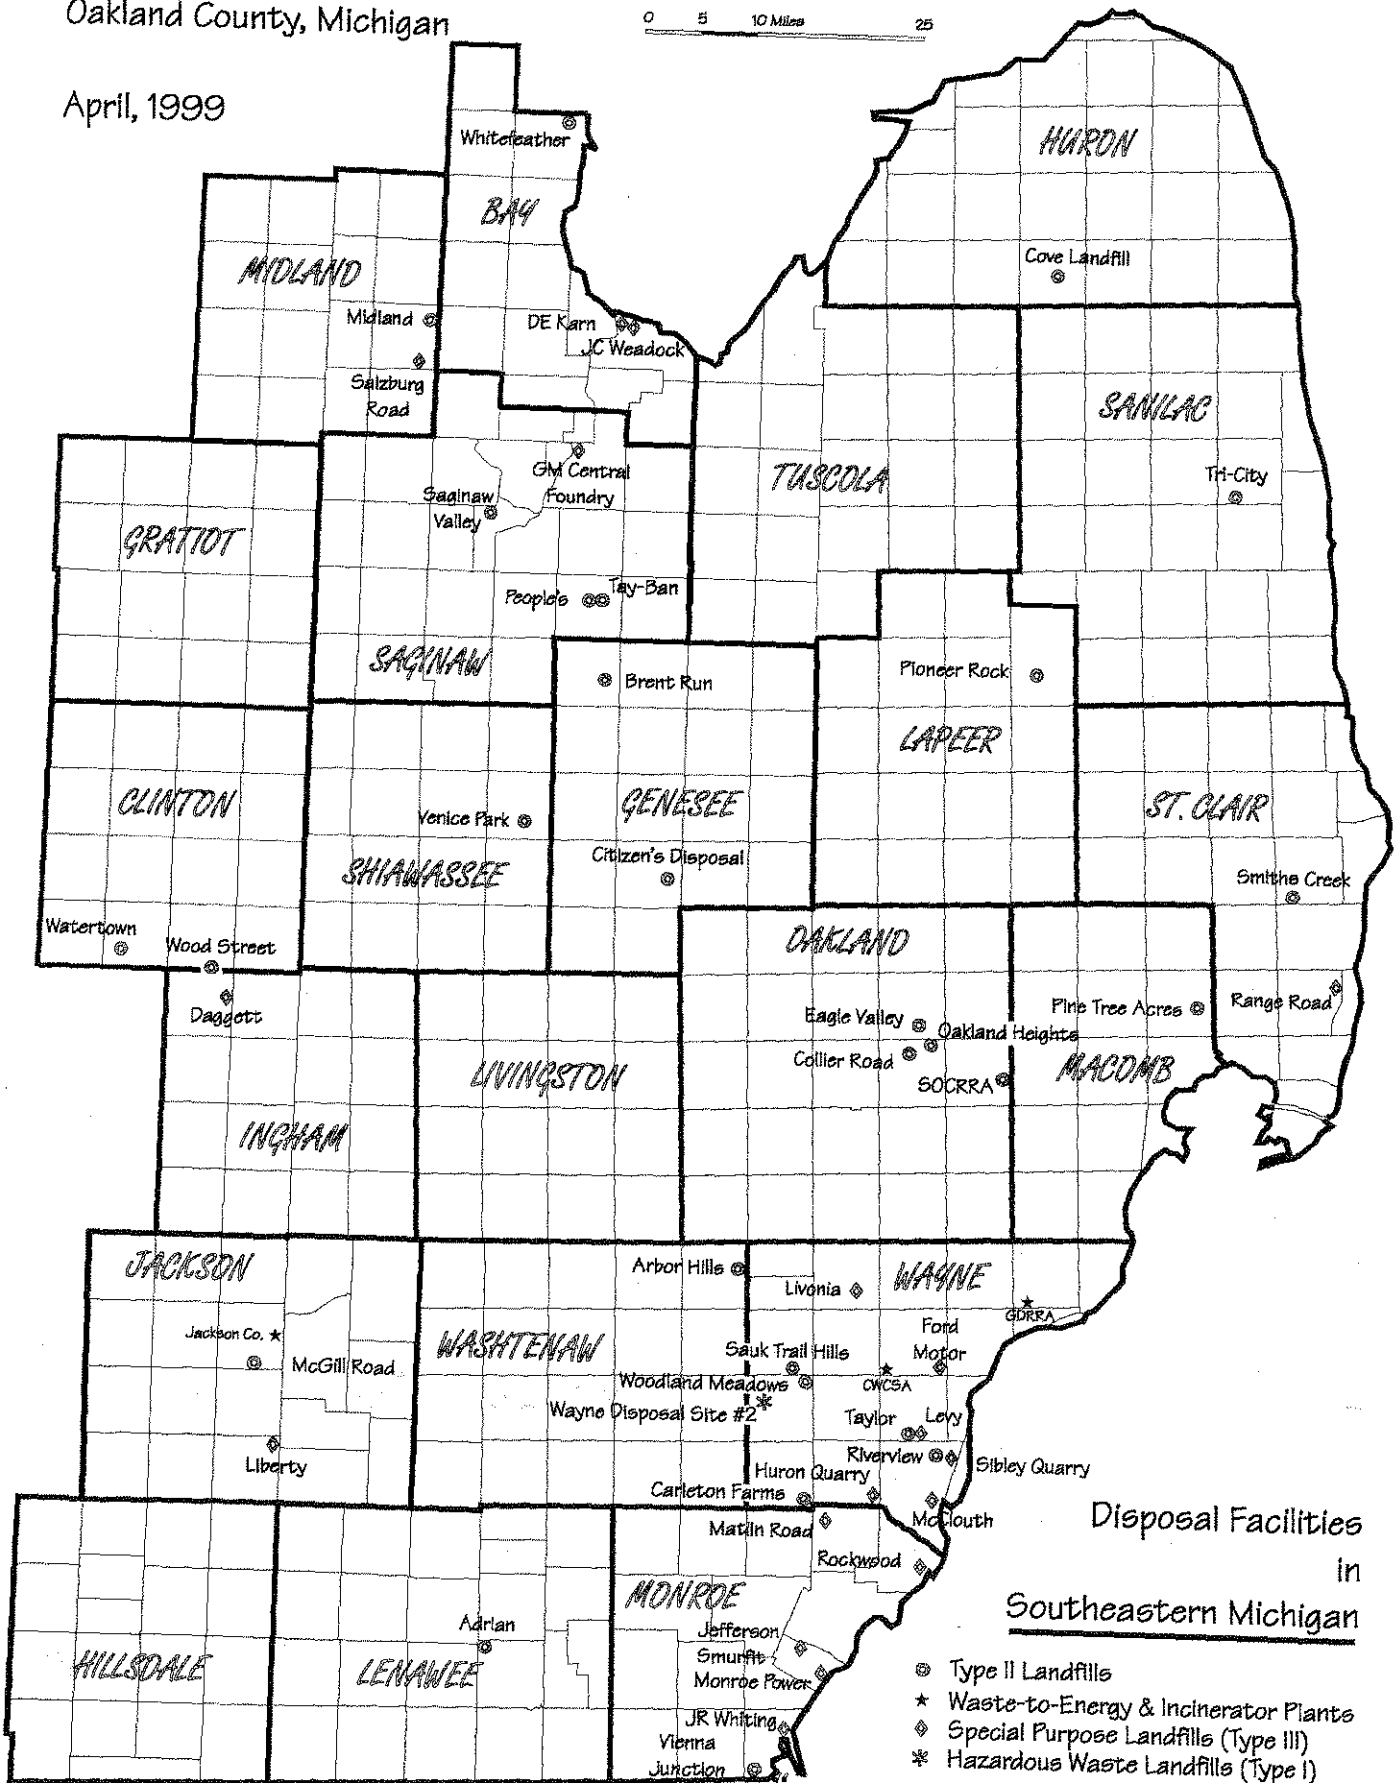 Oakland County, Michigan
0 5 10 Miles 25
April, 1999
Whitefeather
HURON
BAY
Cove Landfill
MIDLAND
Midland
DE Karn
JC Weadock
Salzburg
Road
SANILAC
GM Central
Foundry
TUSCOLA
Tri-City
Saginaw
Valley
GRATIOT
People's
Tay-Ban
SAGINAW
Brent Run
Pioneer Rock
LAPEER
CLINTON
Venice Park
GENESEE
ST. CLAIR
Citizen's Disposal
SHIAWASSEE
Smiths Creek
Watertown
Wood Street
OAKLAND
Daggett
Eagle Valley
Oakland Heights
Pine Tree Acres
Range Road
Collier Road
SOCRRA
LIVINGSTON
MACOMB
INGHAM
JACKSON
Arbor Hills
Livonia
WAYNE
GDRRA
Jackson Co.
McGill Road
WASHTENAW
Ford
Motor
Sauk Trail Hills
Woodland Meadows
CWCSA
Wayne Disposal Site #2
Taylor
Levy
Liberty
Riverview
Sibley Quarry
Huron Quarry
Carleton Farms
McClouth
Matlin Road
Rockwood
Disposal Facilities
in
Southeastern Michigan
MONROE
Adrian
Jefferson
Smurfit
Monroe Power
HILLSDALE
LENAWEE
JR Whiting
Vienna
Junction
Type II Landfills
Waste-to-Energy & Incinerator Plants
Special Purpose Landfills (Type III)
Hazardous Waste Landfills (Type I)